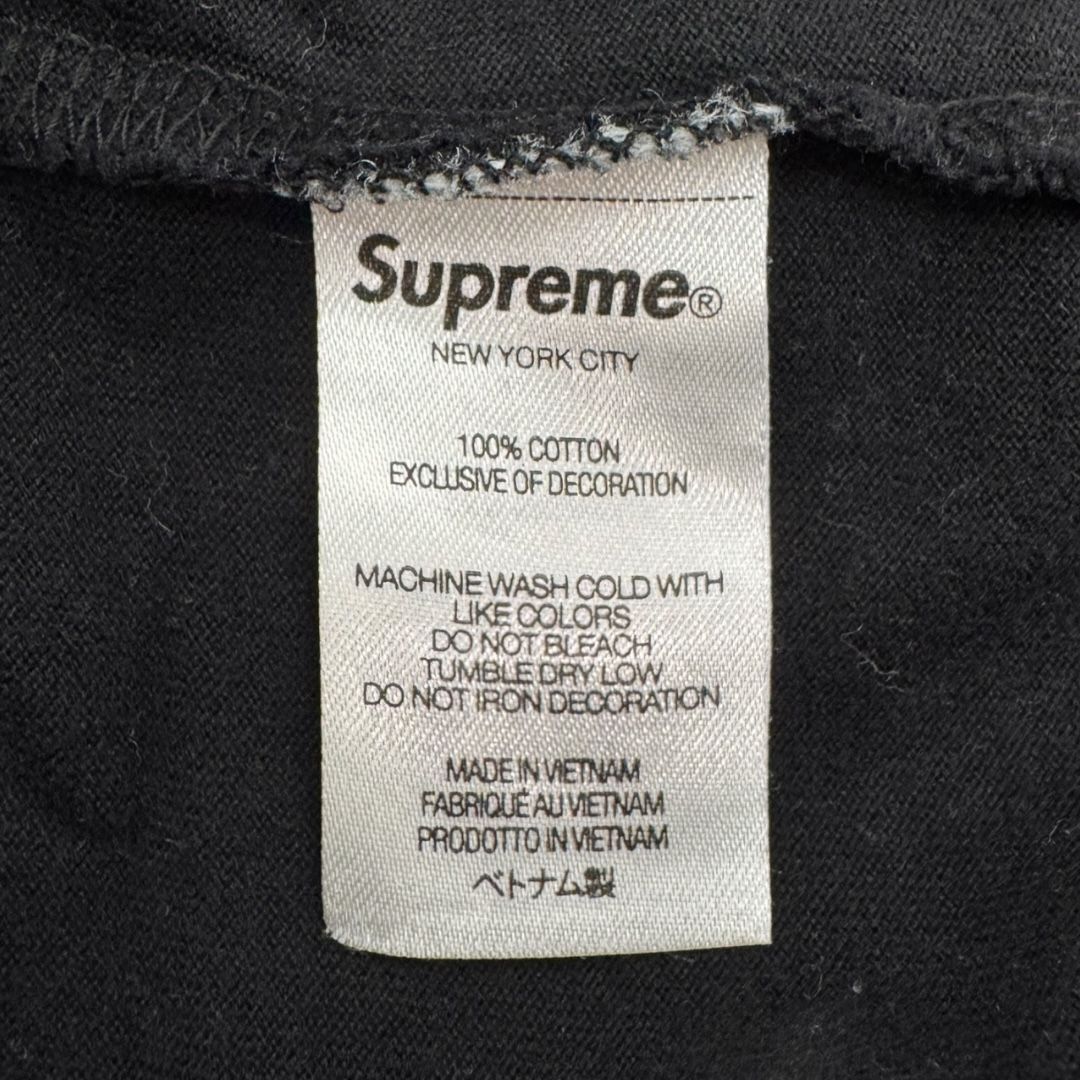 Supreme®
NEW YORK CITY
100% COTTON
EXCLUSIVE OF DECORATION
MACHINE WASH COLD WITH
LIKE COLORS
DO NOT BLEACH
TUMBLE DRY LOW
DO NOT IRON DECORATION
MADE IN VIETNAM
FABRIQUÉ AU VIETNAM
PRODOTTO IN VIETNAM
ベトナム製